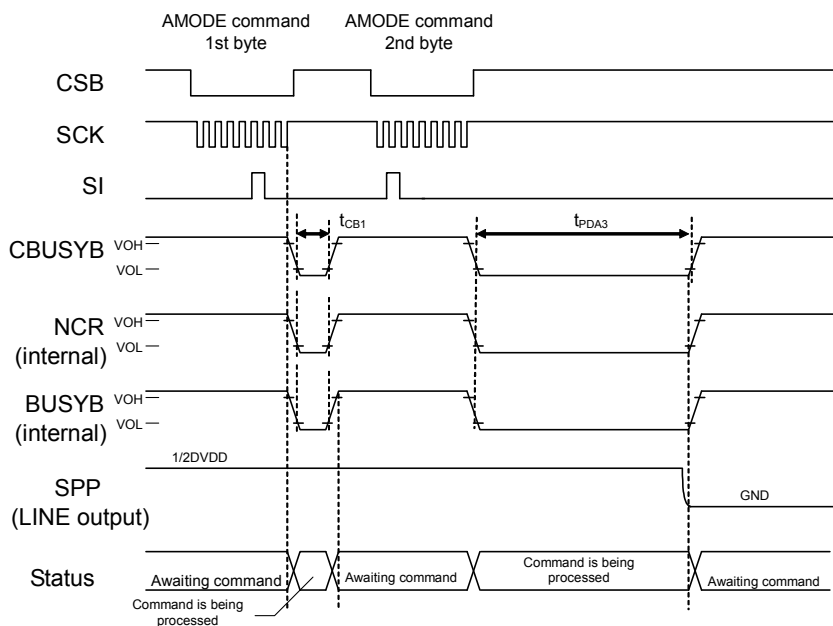 AMODE command
1st byte
AMODE command
2nd byte
CSB
SCK
SI
tCB1
tPDA3
CBUSYB
VOH
VOL
NCR
(internal)
VOH
VOL
BUSYB
(internal)
VOH
VOL
1/2DVDD
SPP
(LINE output)
GND
Status
Awaiting command
Command is being
processed
Awaiting command
Command is being
processed
Awaiting command